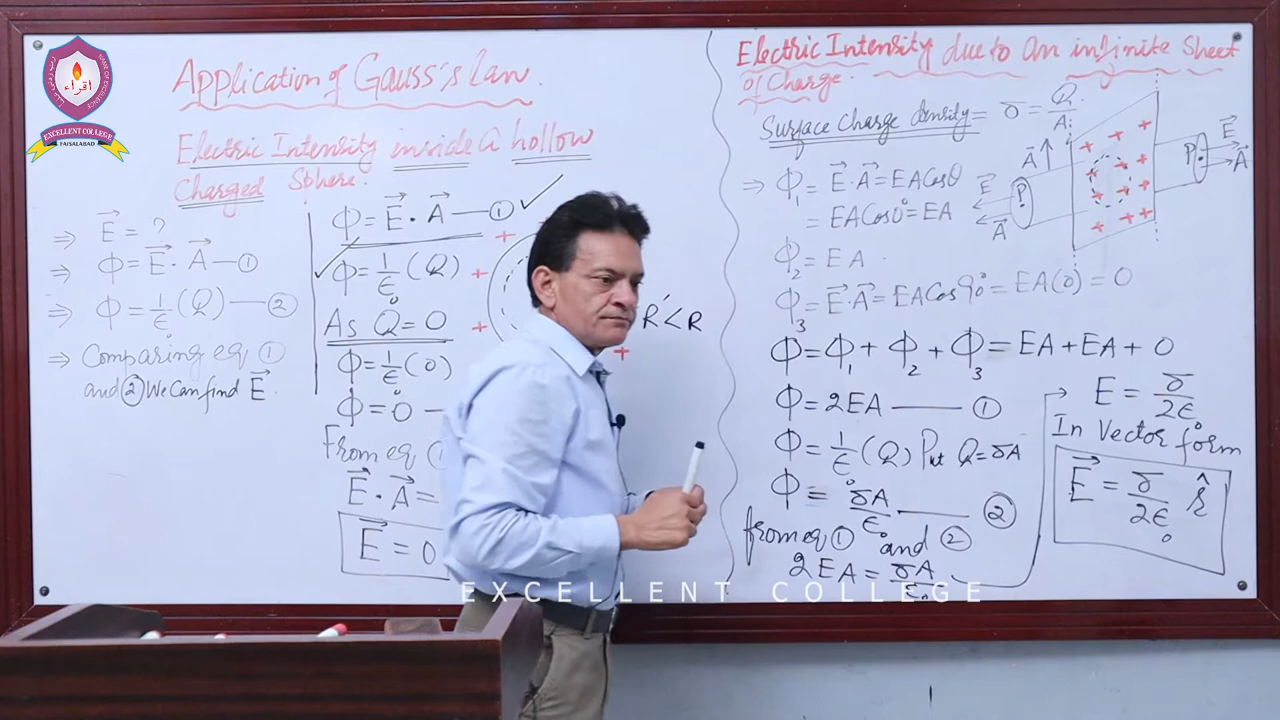 Application of Gauss's law.
Electric Intensity inside a hollow
Charged Sphere.
⇒ E⃗ = ?
⇒ Φ = E⃗ · A⃗ — ①
⇒ Φ = 1/ε₀ (Q) — ②
⇒ Comparing eq ①
and ② We Can find E⃗.
Φ = E⃗ · A⃗ — ① ✓
✓ Φ = 1/ε₀ (Q)
As Q = 0
Φ = 1/ε₀ (0)
Φ = 0 —
From eq ①
E⃗ · A⃗ =
E⃗ = 0
+ + + +
R' < R
Electric Intensity due to An infinite Sheet
of Charge.
Surface Charge density = σ = Q/A
⇒ Φ₁ = E⃗ · A⃗ = EA Cosθ
= EA Cos0° = EA
Φ₂ = EA.
Φ₃ = E⃗ · A⃗ = EA Cos90° = EA(0) = 0
Φ = Φ₁ + Φ₂ + Φ₃ = EA + EA + 0
Φ = 2EA — ①
Φ = 1/ε₀ (Q) Put Q = σA
Φ = σA/ε₀ — ②
from eq ① and ②
2EA = σA/ε₀
E = σ/2ε₀
In Vector form
E⃗ = σ/2ε₀ r̂
A⃗
E⃗
A⃗
P
+ + + + + + + + + +
P
E⃗
A⃗
اقراء
EXCELLENT COLLEGE
FAISALABAD
EXCELLENT COLLEGE